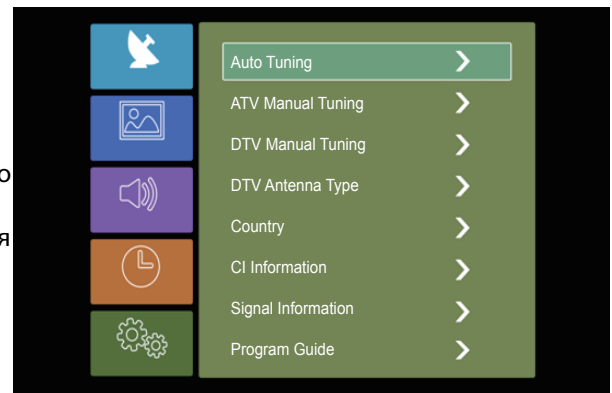 о
я
Auto Tuning
ATV Manual Tuning
DTV Manual Tuning
DTV Antenna Type
Country
CI Information
Signal Information
Program Guide